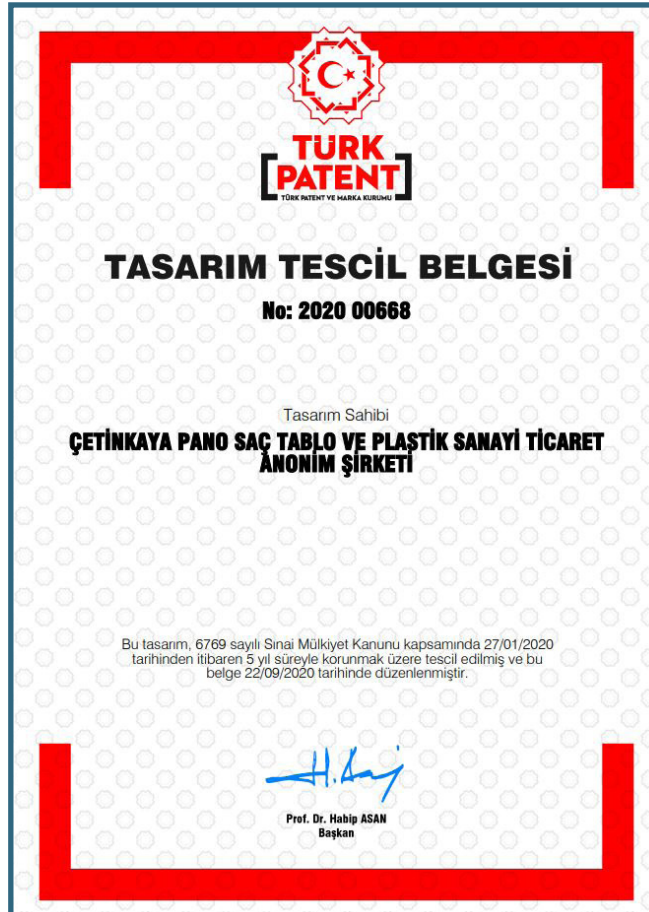 TÜRK
PATENT
TÜRK PATENT VE MARKA KURUMU
TASARIM TESCİL BELGESİ
No: 2020 00668
Tasarım Sahibi
ÇETİNKAYA PANO SAÇ TABLO VE PLASTİK SANAYİ TİCARET
ANONİM ŞİRKETİ
Bu tasarım, 6769 sayılı Sınai Mülkiyet Kanunu kapsamında 27/01/2020
tarihinden itibaren 5 yıl süreyle korunmak üzere tescil edilmiş ve bu
belge 22/09/2020 tarihinde düzenlenmiştir.
H. Asan
Prof. Dr. Habip ASAN
Başkan